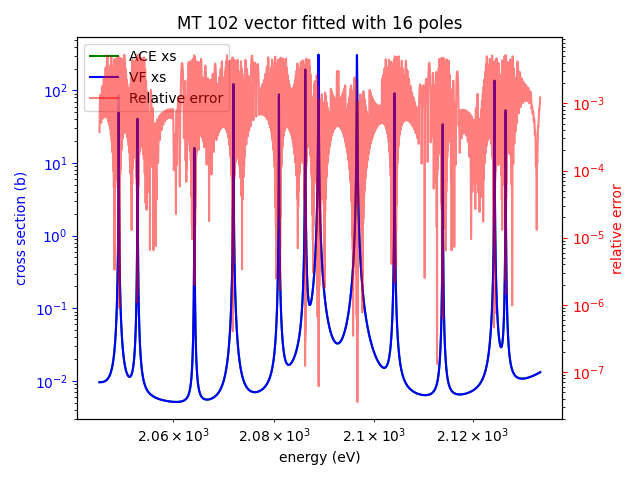 MT 102 vector fitted with 16 poles
ACE xs
VF xs
Relative error
cross section (b)
10²
10¹
10⁰
10⁻¹
10⁻²
relative error
10⁻³
10⁻⁴
10⁻⁵
10⁻⁶
10⁻⁷
2.06×10³ 2.08×10³ 2.1×10³ 2.12×10³
energy (eV)